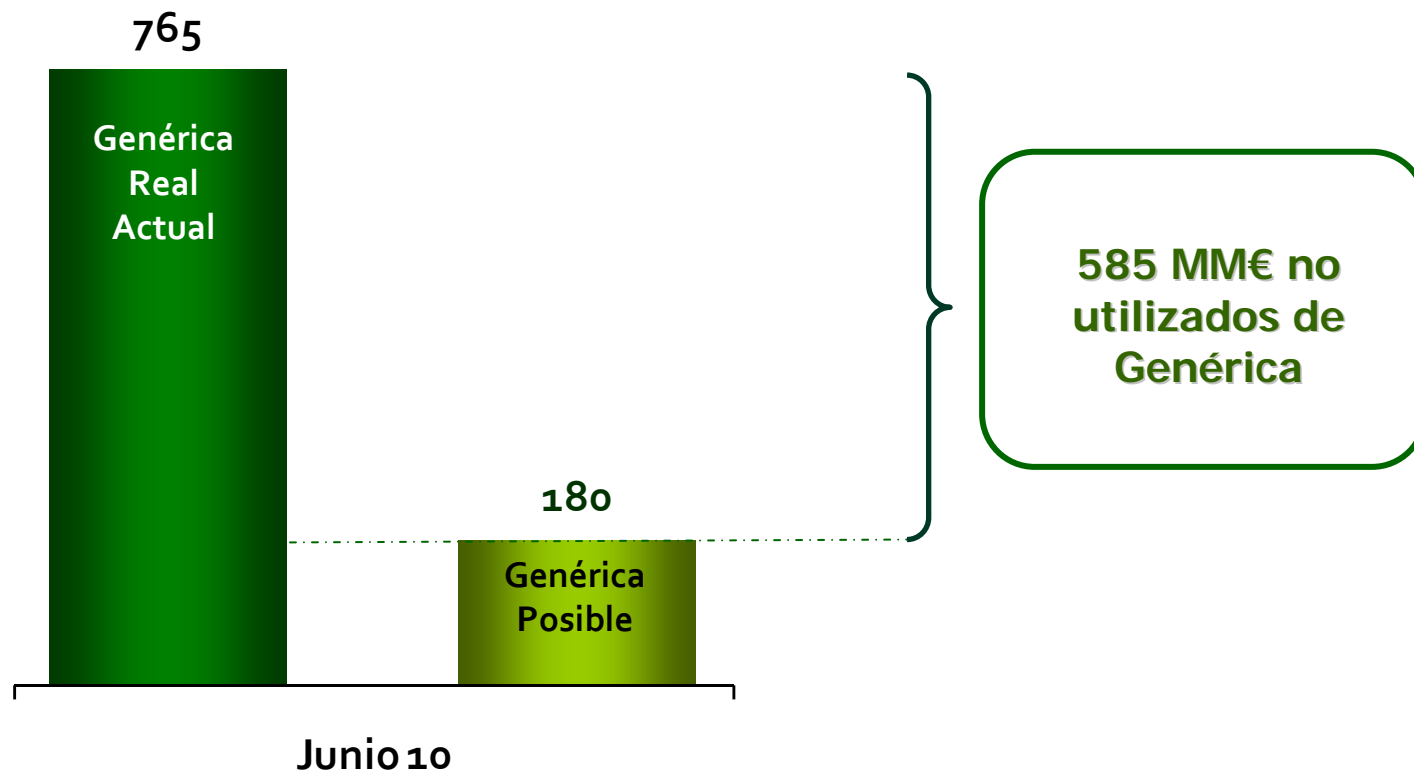 765
Genérica
Real
Actual
180
Genérica
Posible
585 MM€ no
utilizados de
Genérica
Junio 10